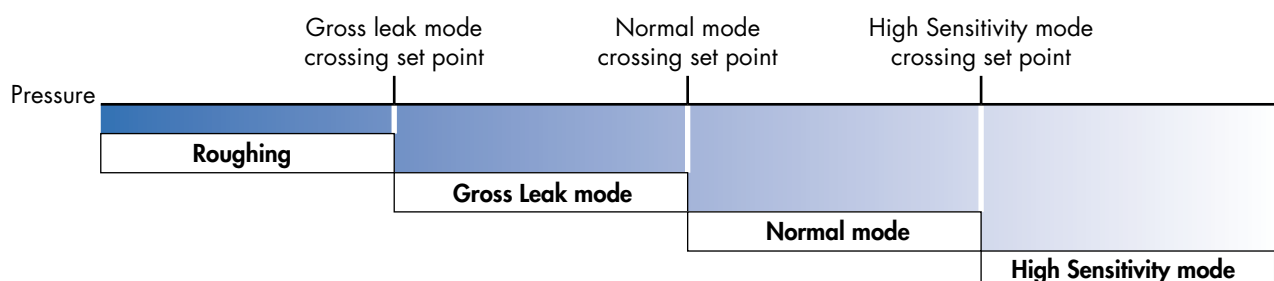 Gross leak mode
crossing set point
Normal mode
crossing set point
High Sensitivity mode
crossing set point
Pressure
Roughing
Gross Leak mode
Normal mode
High Sensitivity mode